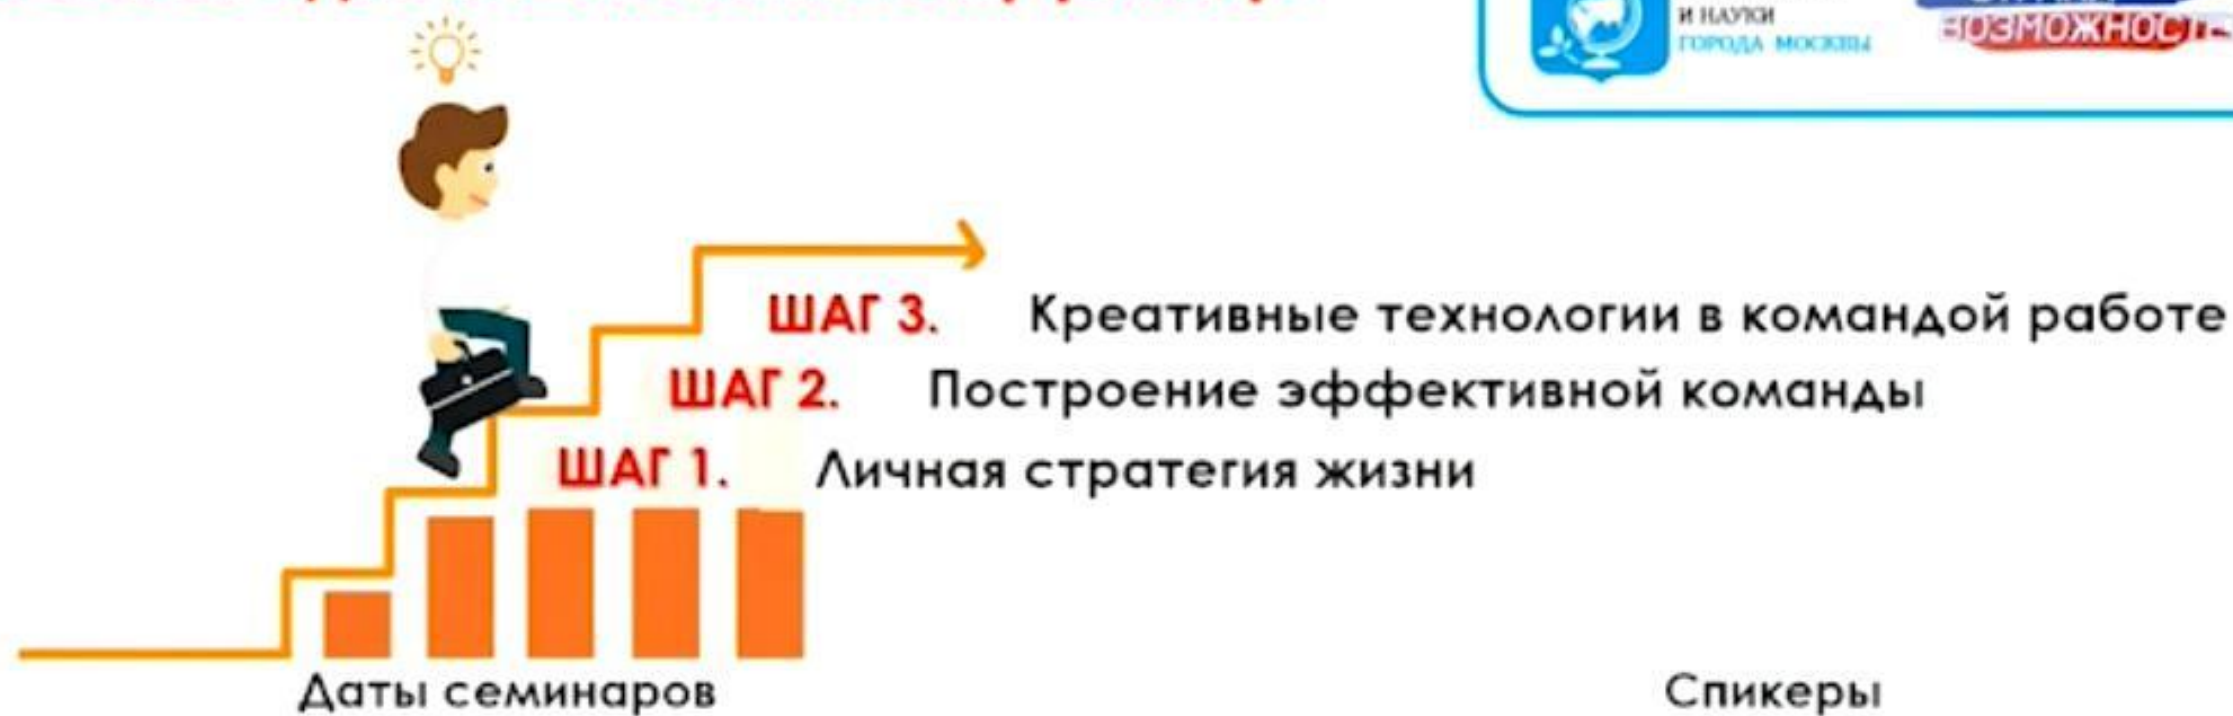 И НАУКИ
ГОРОДА МОСКВЫ
ВОЗМОЖНОСТ
ШАГ 3. Креативные технологии в командой работе
ШАГ 2. Построение эффективной команды
ШАГ 1. Личная стратегия жизни
Даты семинаров
Спикеры